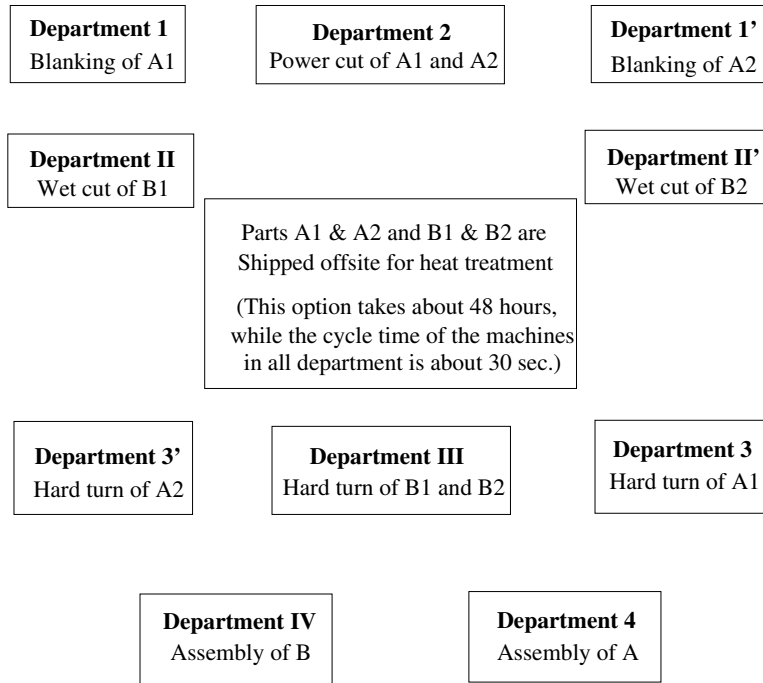 Department 1
Blanking of A1
Department 2
Power cut of A1 and A2
Department 1’
Blanking of A2
Department II
Wet cut of B1
Department II’
Wet cut of B2
Parts A1 & A2 and B1 & B2 are
Shipped offsite for heat treatment
(This option takes about 48 hours,
while the cycle time of the machines
in all department is about 30 sec.)
Department 3’
Hard turn of A2
Department III
Hard turn of B1 and B2
Department 3
Hard turn of A1
Department IV
Assembly of B
Department 4
Assembly of A